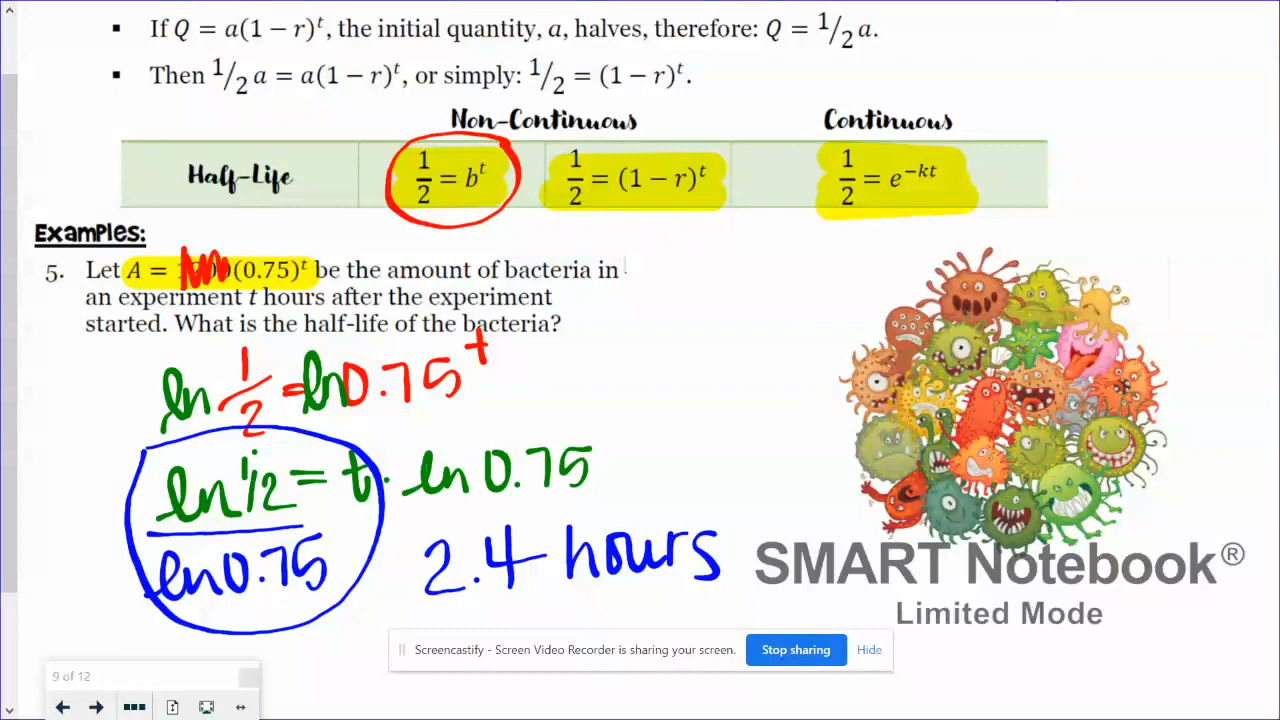 ▪ If Q = a(1 − r)ᵗ, the initial quantity, a, halves, therefore: Q = 1/2 a.
▪ Then 1/2 a = a(1 − r)ᵗ, or simply: 1/2 = (1 − r)ᵗ.
Non-Continuous Continuous
Half-Life 1/2 = bᵗ 1/2 = (1 − r)ᵗ 1/2 = e⁻ᵏᵗ
Examples:
5. Let A = (0.75)ᵗ be the amount of bacteria in
an experiment t hours after the experiment
started. What is the half-life of the bacteria?
ln 1/2 = ln 0.75ᵗ
ln 1/2 = t · ln 0.75
ln 0.75
2.4 hours
SMART Notebook®
Limited Mode
Screencastify - Screen Video Recorder is sharing your screen. Stop sharing Hide
9 of 12